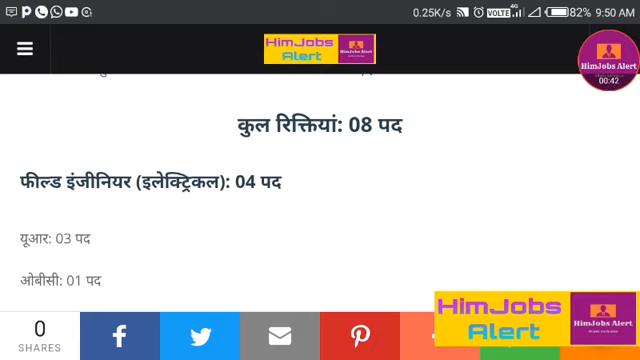 0.25K/s VOLTE 4G 82% 9:50 AM
HimJobs
Alert
HimJobs Alert
00:42
कुल रिक्तियां: 08 पद
फील्ड इंजीनियर (इलेक्ट्रिकल): 04 पद
यूआर: 03 पद
ओबीसी: 01 पद
HimJobs
Alert
HimJobs Alert
0
SHARES